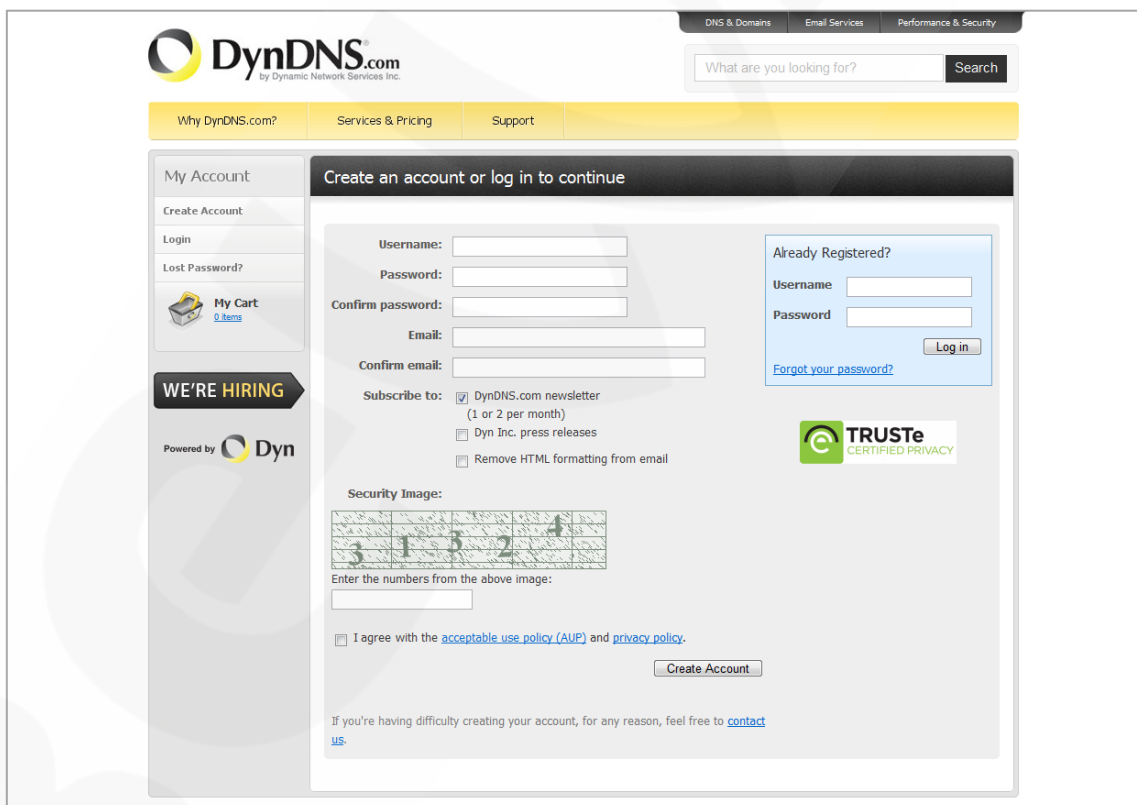 DNS & Domains Email Services Performance & Security
DynDNS.com
by Dynamic Network Services Inc.
What are you looking for? Search
Why DynDNS.com? Services & Pricing Support
My Account
Create Account
Login
Lost Password?
My Cart
0 items
WE'RE HIRING
Powered by Dyn
Create an account or log in to continue
Username:
Password:
Confirm password:
Email:
Confirm email:
Subscribe to: DynDNS.com newsletter
(1 or 2 per month)
Dyn Inc. press releases
Remove HTML formatting from email
Security Image:
3 1 3 2 4
Enter the numbers from the above image:
I agree with the acceptable use policy (AUP) and privacy policy.
Create Account
If you're having difficulty creating your account, for any reason, feel free to contact
us.
Already Registered?
Username
Password
Log in
Forgot your password?
TRUSTe
CERTIFIED PRIVACY